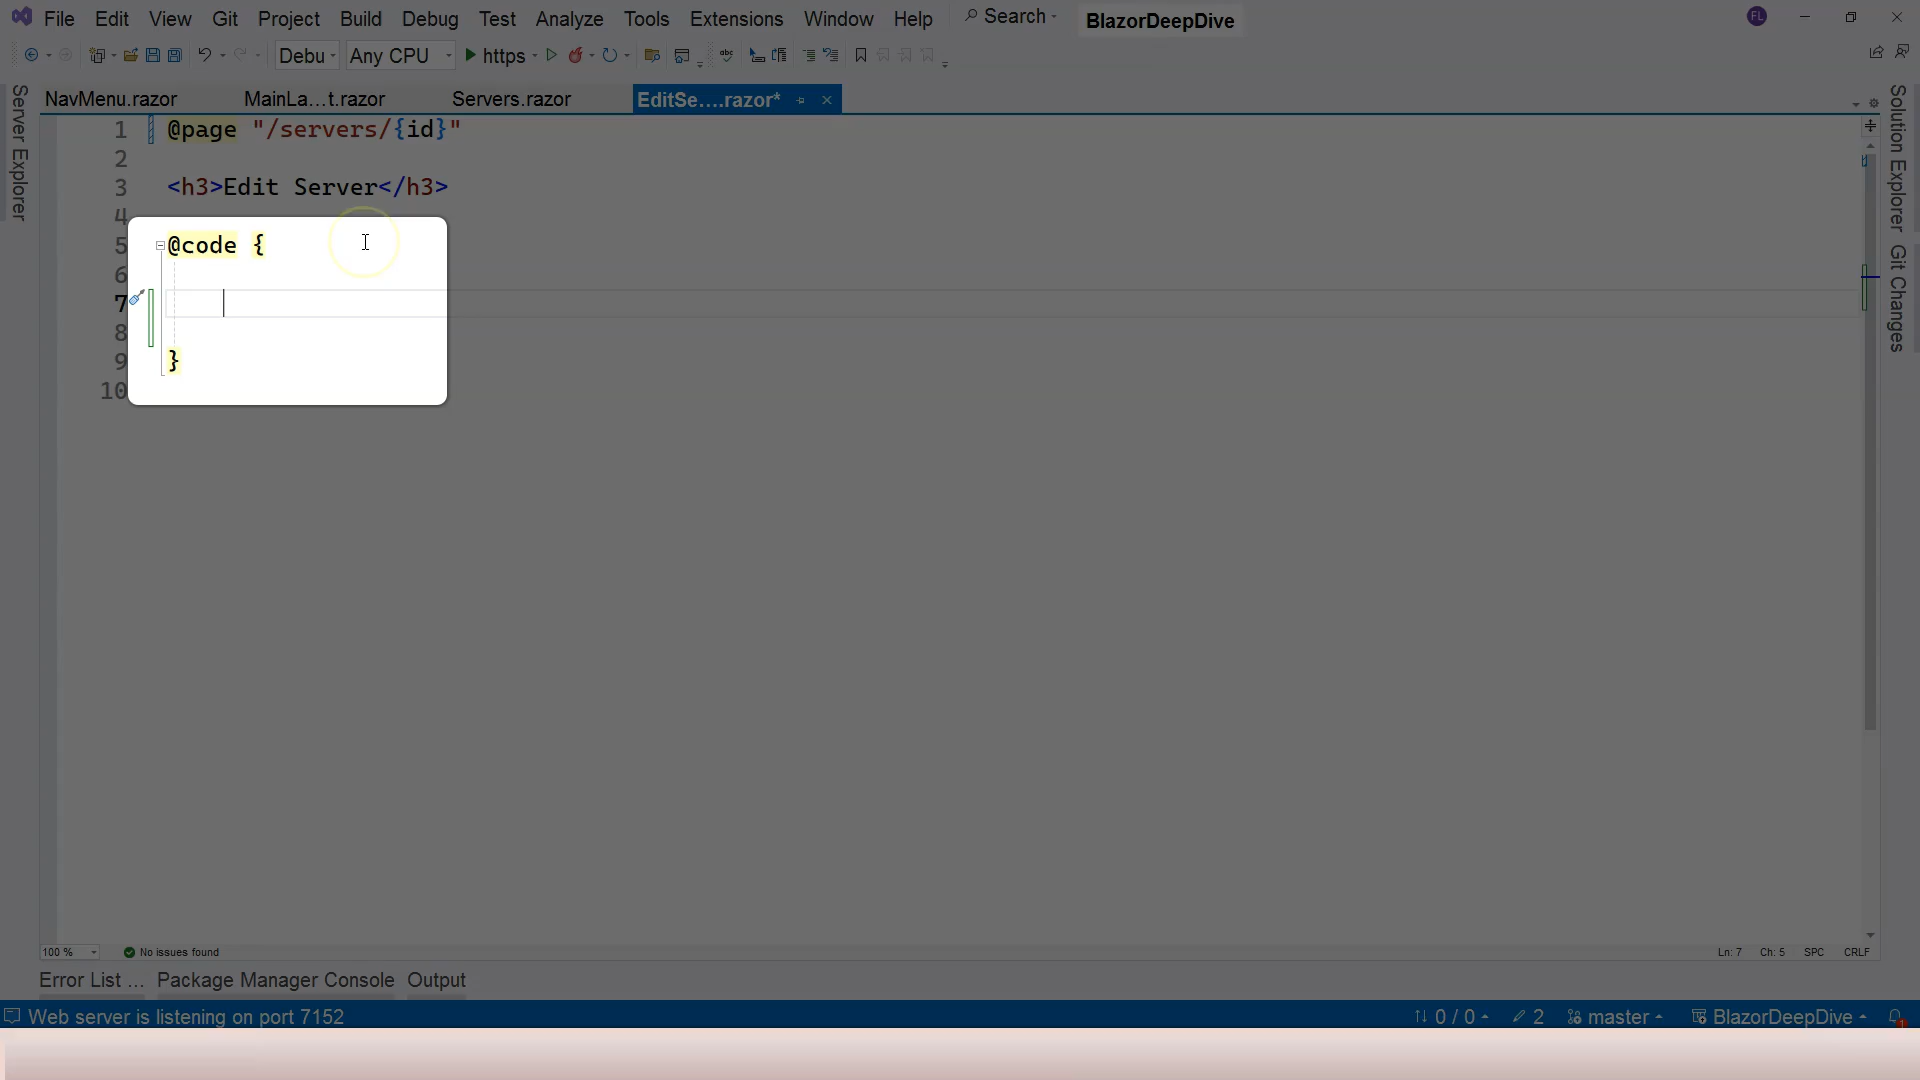 File Edit View Git Project Build Debug Test Analyze Tools Extensions Window Help Search BlazorDeepDive FL
Debu Any CPU https abc
NavMenu.razor MainLa...t.razor Servers.razor EditSe....razor*
Server Explorer
Solution Explorer
Git Changes
1 @page "/servers/{id}"
2
3 <h3>Edit Server</h3>
4
5 @code {
6
7
8
9 }
10
100 % No issues found Ln: 7 Ch: 5 SPC CRLF
Error List ... Package Manager Console Output
Web server is listening on port 7152 0 / 0 2 master BlazorDeepDive 1